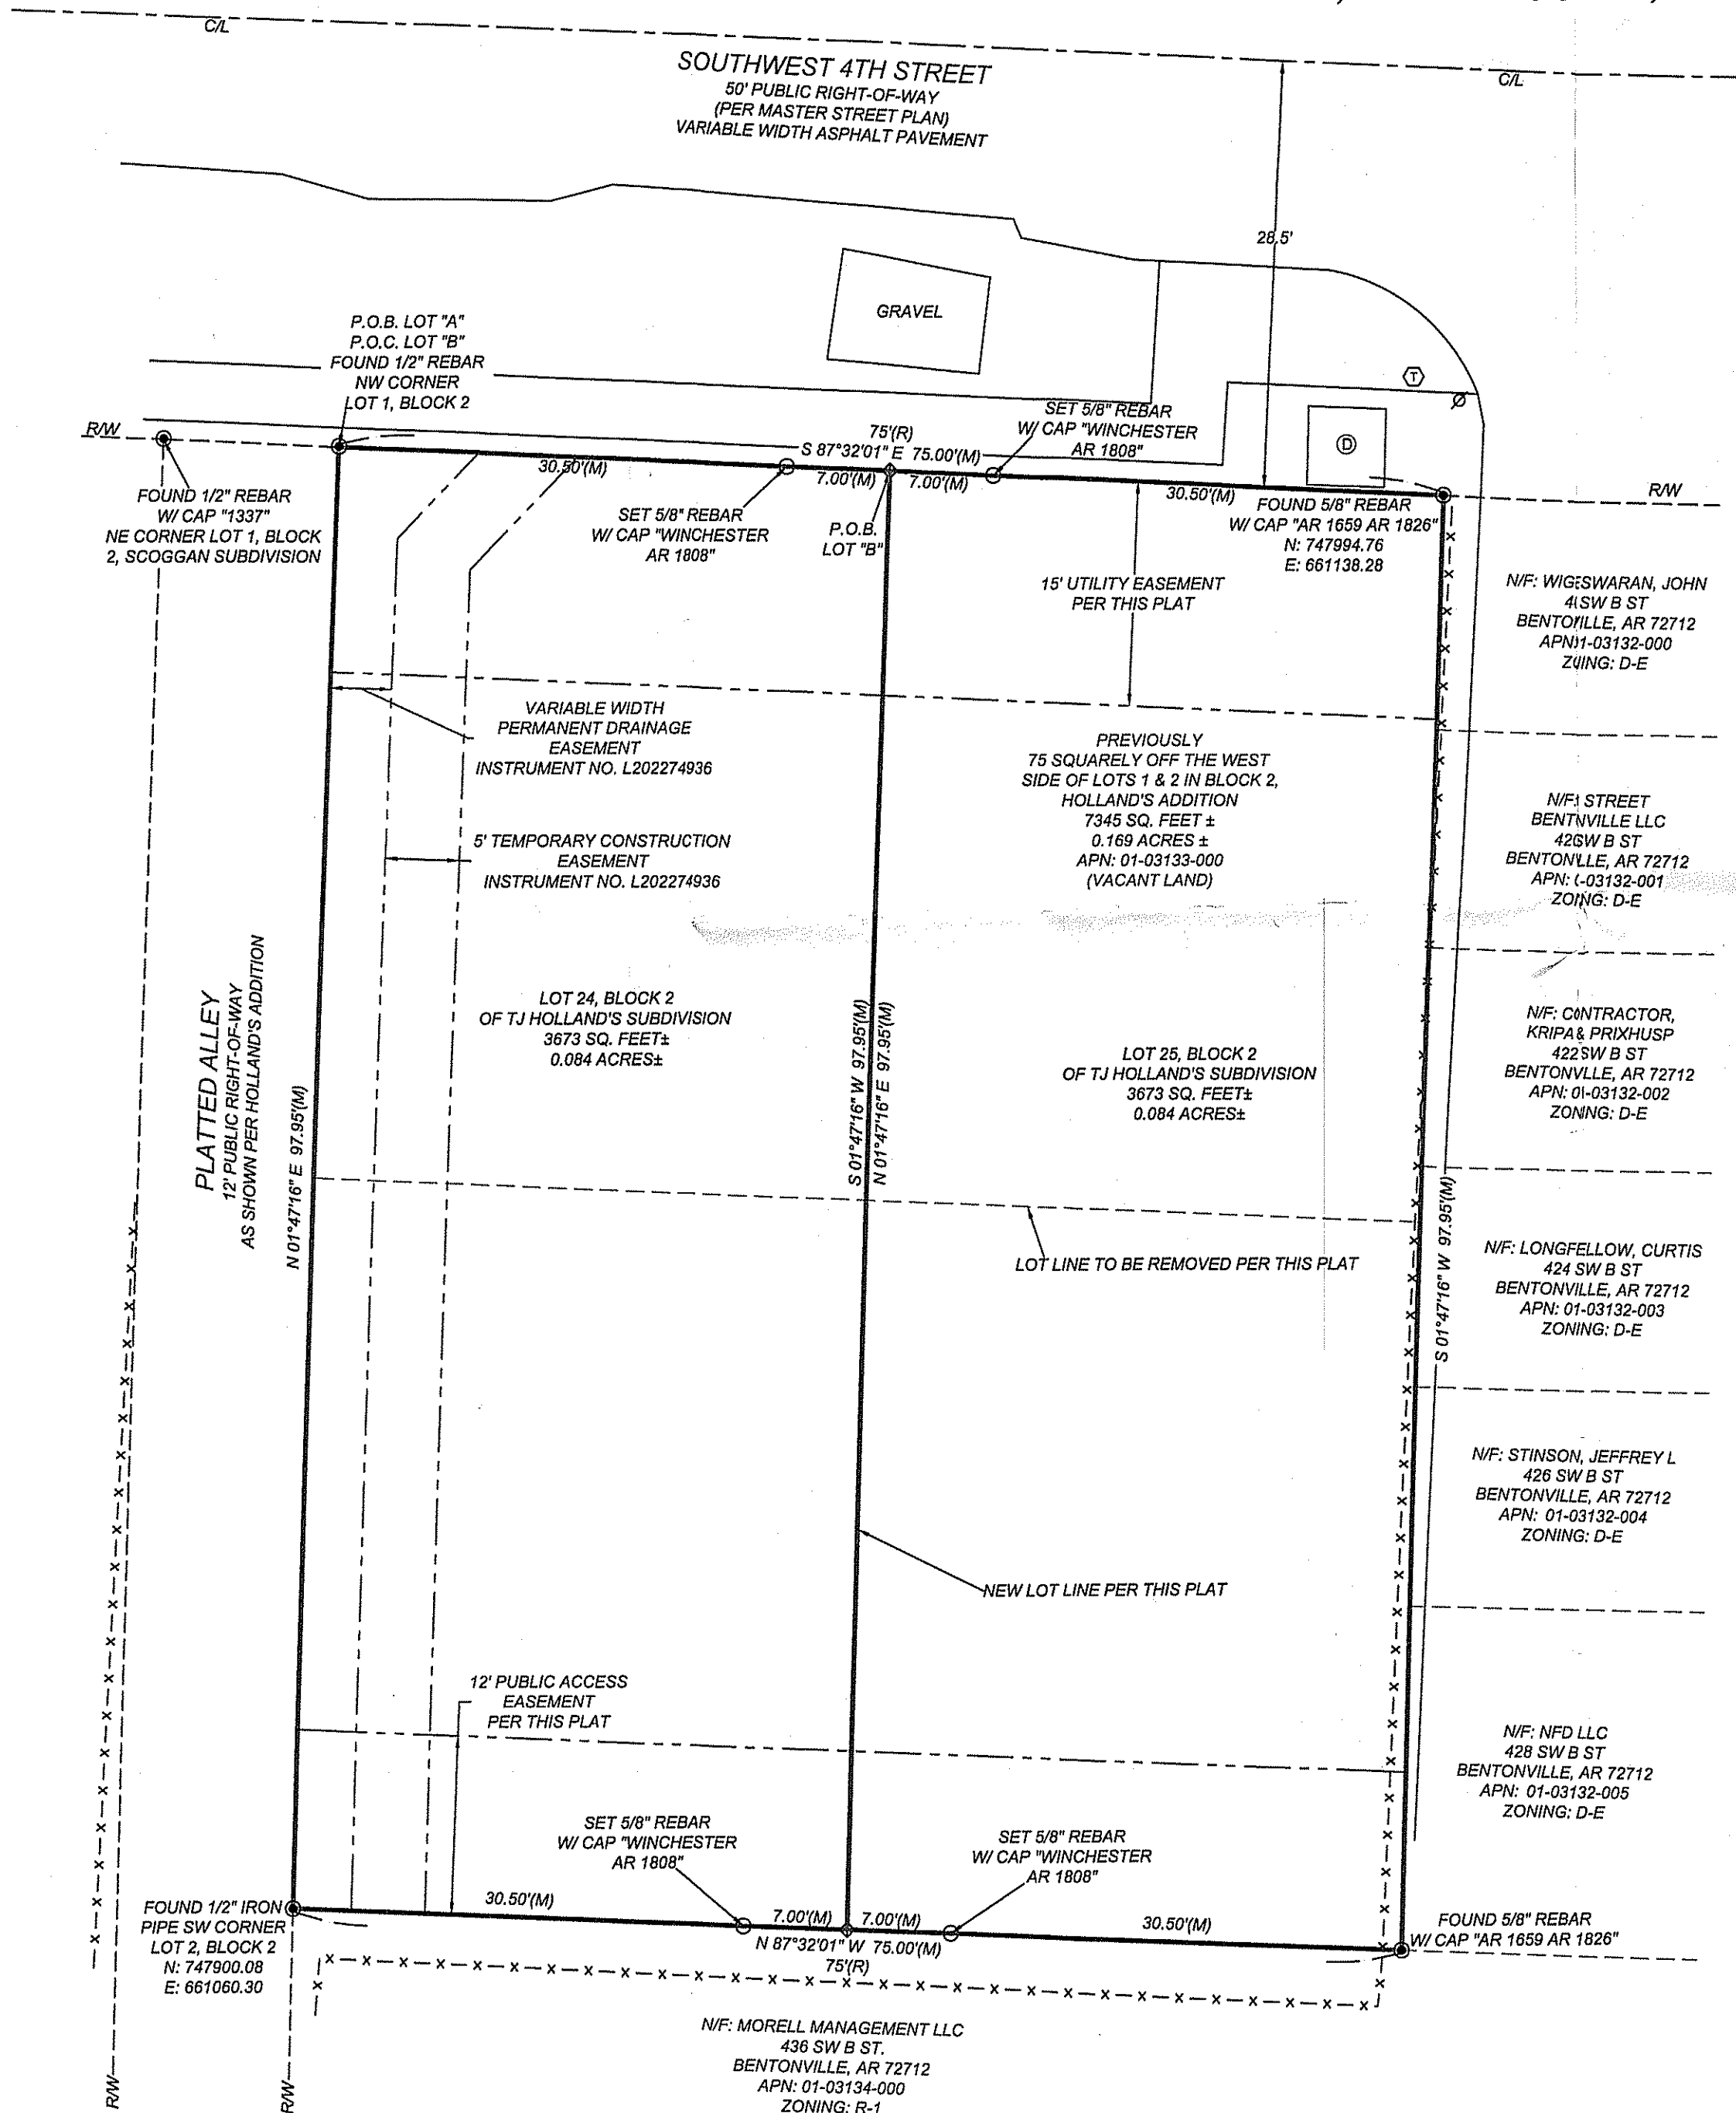 C/L
SOUTHWEST 4TH STREET
50' PUBLIC RIGHT-OF-WAY
(PER MASTER STREET PLAN)
VARIABLE WIDTH ASPHALT PAVEMENT
C/L
28.5'
GRAVEL
P.O.B. LOT "A"
P.O.C. LOT "B"
FOUND 1/2" REBAR
NW CORNER
LOT 1, BLOCK 2
T
D
R/W
SET 5/8" REBAR
W/ CAP "WINCHESTER
AR 1808"
75'(R)
S 87°32'01" E 75.00'(M)
30.50'(M)
7.00'(M)
7.00'(M)
30.50'(M)
R/W
FOUND 1/2" REBAR
W/ CAP "1337"
NE CORNER LOT 1, BLOCK
2, SCOGGAN SUBDIVISION
SET 5/8" REBAR
W/ CAP "WINCHESTER
AR 1808"
P.O.B.
LOT "B"
FOUND 5/8" REBAR
W/ CAP "AR 1659 AR 1826"
N: 747994.76
E: 661138.28
15' UTILITY EASEMENT
PER THIS PLAT
JOHN
SW B ST
AR 72712
D-E
VARIABLE WIDTH
PERMANENT DRAINAGE
EASEMENT
INSTRUMENT NO. L202274936
PREVIOUSLY
75 SQUARELY OFF THE WEST
SIDE OF LOTS 1 & 2 IN BLOCK 2,
HOLLAND'S ADDITION
7345 SQ. FEET ±
0.169 ACRES ±
APN: 01-03133-000
(VACANT LAND)
STREET
LLC
B ST
AR 72712
APN:
D-E
5' TEMPORARY CONSTRUCTION
EASEMENT
INSTRUMENT NO. L202274936
PLATTED ALLEY
12' PUBLIC RIGHT-OF-WAY
AS SHOWN PER HOLLAND'S ADDITION
N 01°47'16" E 97.95'(M)
LOT 24, BLOCK 2
OF TJ HOLLAND'S SUBDIVISION
3673 SQ. FEET±
0.084 ACRES±
S 01°47'16" W 97.95'(M)
N 01°47'16" E 97.95'(M)
LOT 25, BLOCK 2
OF TJ HOLLAND'S SUBDIVISION
3673 SQ. FEET±
0.084 ACRES±
N/F: CONTRACTOR,
KRIPA & PRIXHUSP
422 SW B ST
AR 72712
APN: 01-03132-002
ZONING: D-E
LOT LINE TO BE REMOVED PER THIS PLAT
S 01°47'16" W 97.95'(M)
N/F: LONGFELLOW, CURTIS
424 SW B ST
BENTONVILLE, AR 72712
APN: 01-03132-003
ZONING: D-E
N/F: STINSON, JEFFREY L
426 SW B ST
BENTONVILLE, AR 72712
APN: 01-03132-004
ZONING: D-E
NEW LOT LINE PER THIS PLAT
12' PUBLIC ACCESS
EASEMENT
PER THIS PLAT
N/F: NFD LLC
428 SW B ST
BENTONVILLE, AR 72712
APN: 01-03132-005
ZONING: D-E
SET 5/8" REBAR
W/ CAP "WINCHESTER
AR 1808"
SET 5/8" REBAR
W/ CAP "WINCHESTER
AR 1808"
FOUND 1/2" IRON
PIPE SW CORNER
LOT 2, BLOCK 2
N: 747900.08
E: 661060.30
30.50'(M)
7.00'(M)
7.00'(M)
30.50'(M)
N 87°32'01" W 75.00'(M)
75'(R)
FOUND 5/8" REBAR
W/ CAP "AR 1659 AR 1826"
N/F: MORELL MANAGEMENT LLC
436 SW B ST.
BENTONVILLE, AR 72712
APN: 01-03134-000
ZONING: R-1
R/W
R/W